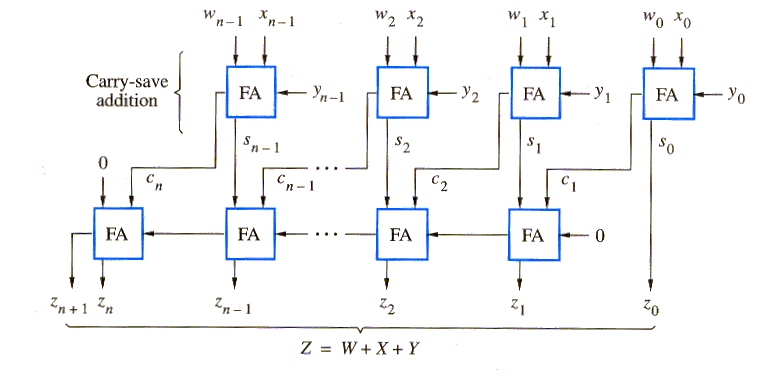 w_{n-1} x_{n-1} w_2 x_2 w_1 x_1 w_0 x_0
Carry-save
addition
FA y_{n-1} FA y_2 FA y_1 FA y_0
s_{n-1} s_2 s_1 s_0
0 c_n c_{n-1} ... c_2 c_1
FA FA ... FA FA 0
z_{n+1} z_n z_{n-1} z_2 z_1 z_0
Z = W + X + Y